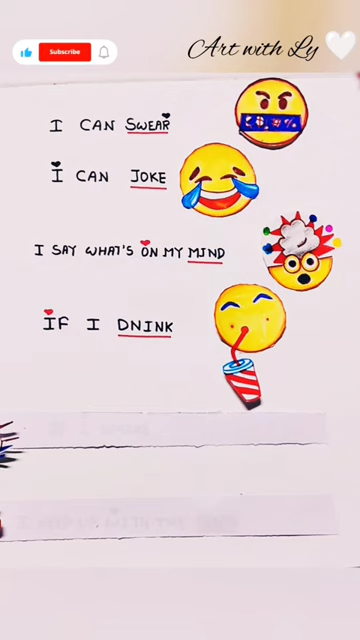 Subscribe
Art with Ly
I CAN SWEAR
I CAN JOKE
I SAY WHAT'S ON MY MIND
IF I DNINK